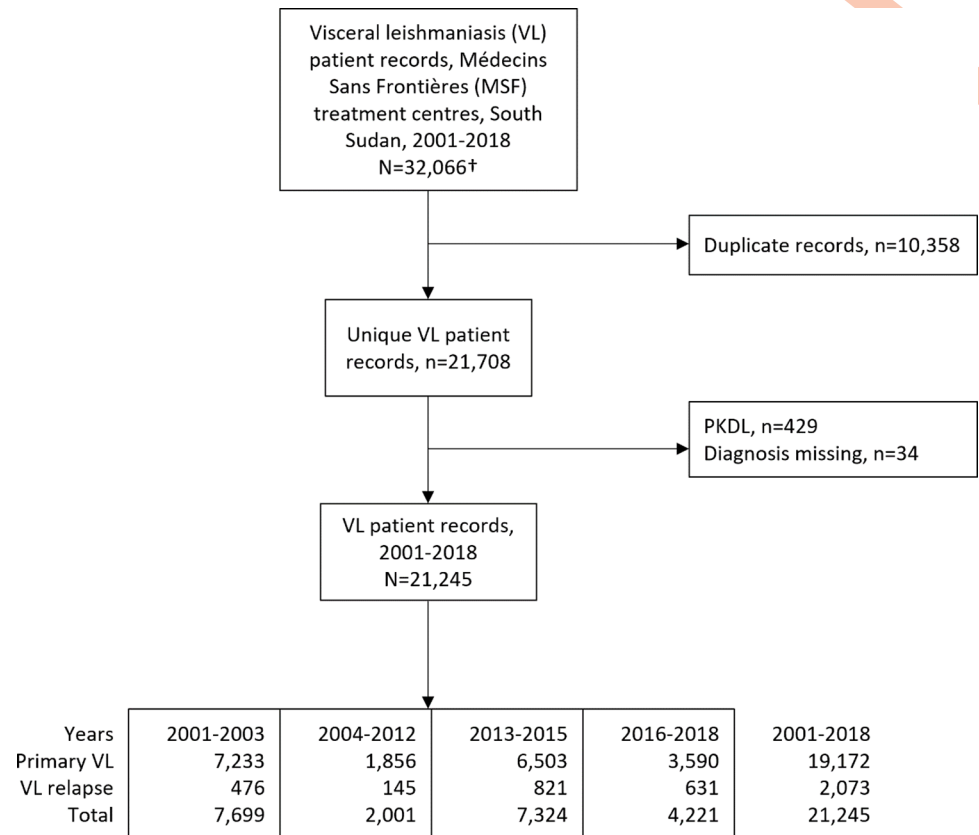 Visceral leishmaniasis (VL)
patient records, Médecins
Sans Frontières (MSF)
treatment centres, South
Sudan, 2001-2018
N=32,066†
Duplicate records, n=10,358
Unique VL patient
records, n=21,708
PKDL, n=429
Diagnosis missing, n=34
VL patient records,
2001-2018
N=21,245
Years 2001-2003 2004-2012 2013-2015 2016-2018 2001-2018
Primary VL 7,233 1,856 6,503 3,590 19,172
VL relapse 476 145 821 631 2,073
Total 7,699 2,001 7,324 4,221 21,245